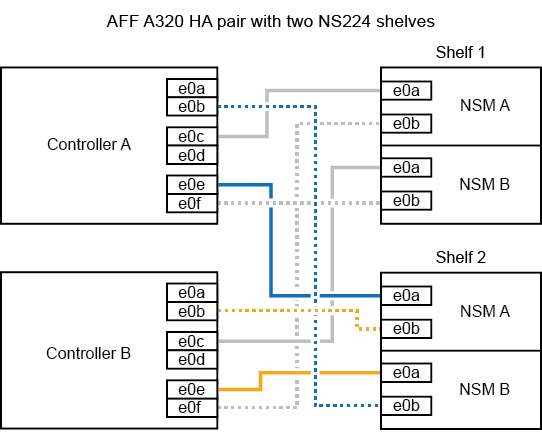 AFF A320 HA pair with two NS224 shelves
Shelf 1
Controller A
e0a
e0b
e0c
e0d
e0e
e0f
e0a
e0b
NSM A
e0a
e0b
NSM B
Shelf 2
Controller B
e0a
e0b
e0c
e0d
e0e
e0f
e0a
e0b
NSM A
e0a
e0b
NSM B